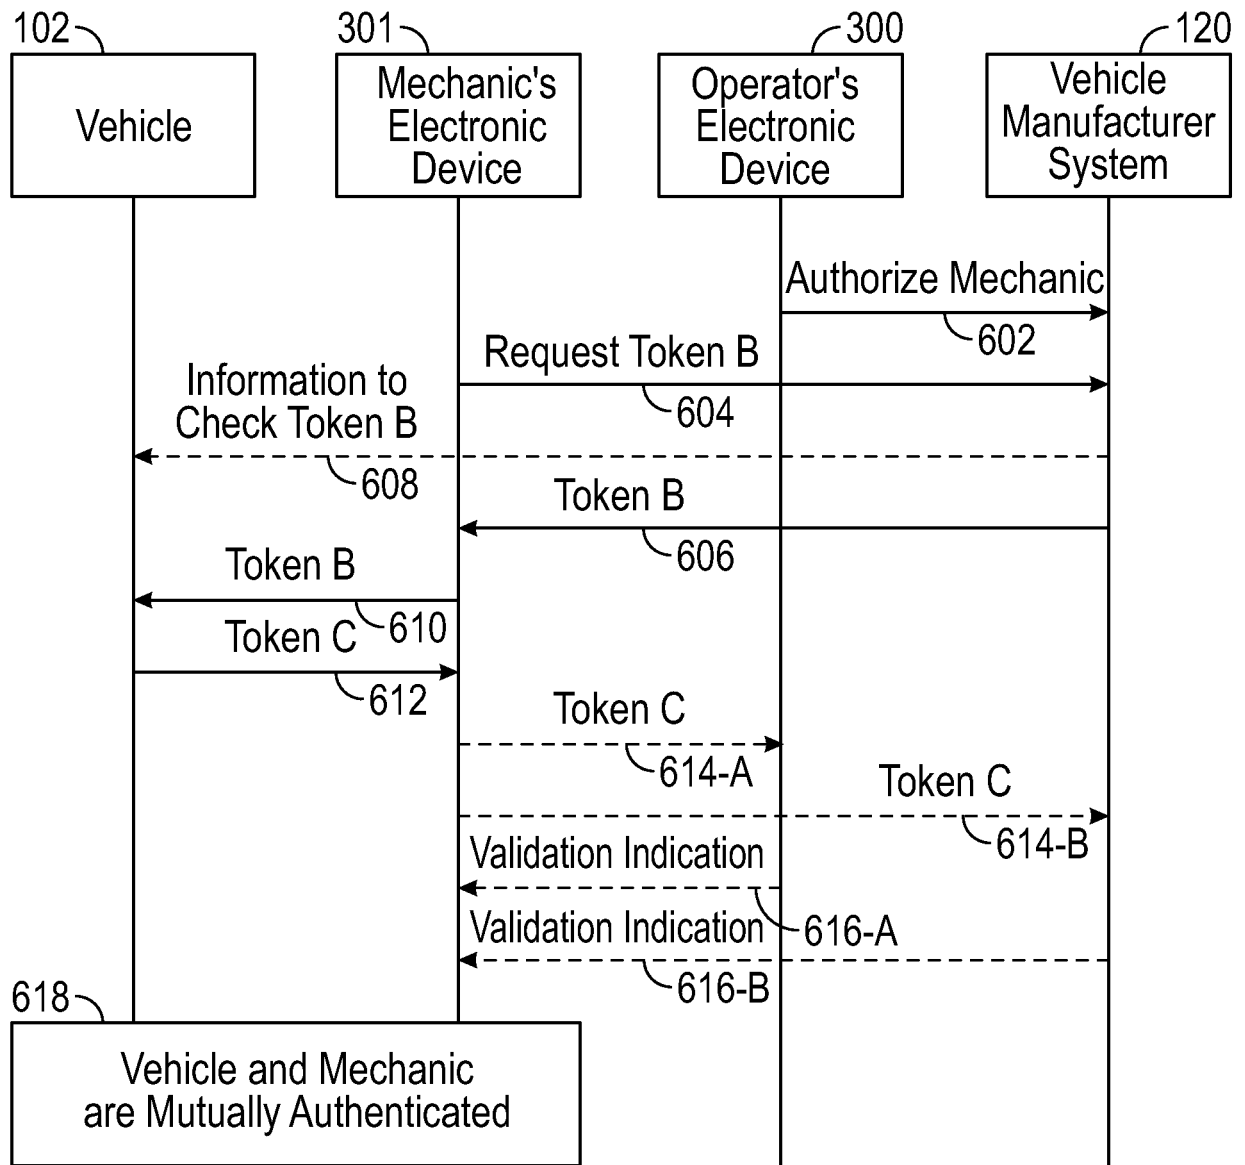 102
301
300
120
Vehicle
Mechanic's
Electronic
Device
Operator's
Electronic
Device
Vehicle
Manufacturer
System
Authorize Mechanic
602
Request Token B
604
Information to
Check Token B
608
Token B
606
Token B
610
Token C
612
Token C
614-A
Token C
614-B
Validation Indication
616-A
Validation Indication
616-B
618
Vehicle and Mechanic
are Mutually Authenticated